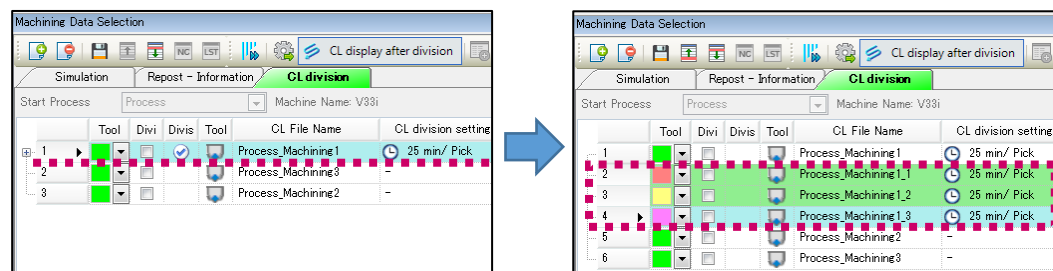 Machining Data Selection
NC LST CL display after division
Simulation Repost - Information CL division
Start Process Process Machine Name: V33i
Tool Divi Divis Tool CL File Name CL division setting
1 Process_Machining1 25 min/ Pick
2 Process_Machining3 -
3 Process_Machining2 -
Machining Data Selection
NC LST CL display after division
Simulation Repost - Information CL division
Start Process Process Machine Name: V33i
Tool Divi Divis Tool CL File Name CL division setting
1 Process_Machining1 25 min/ Pick
2 Process_Machining1_1 25 min/ Pick
3 Process_Machining1_2 25 min/ Pick
4 Process_Machining1_3 25 min/ Pick
5 Process_Machining2 -
6 Process_Machining3 -